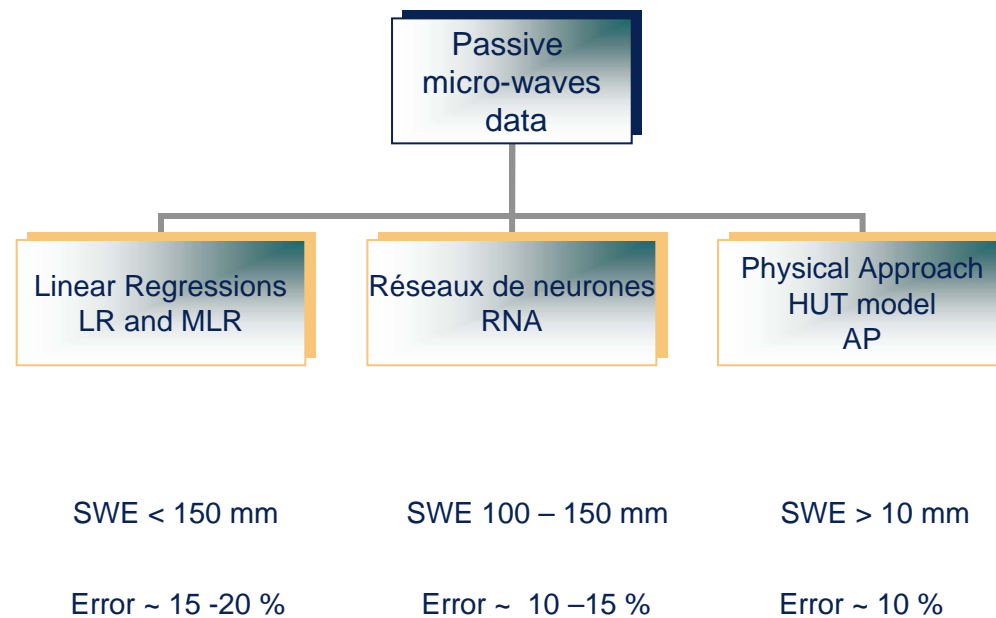 Passive
micro-waves
data
Linear Regressions
LR and MLR
Réseaux de neurones
RNA
Physical Approach
HUT model
AP
SWE < 150 mm
SWE 100 – 150 mm
SWE > 10 mm
Error ~ 15 -20 %
Error ~ 10 –15 %
Error ~ 10 %